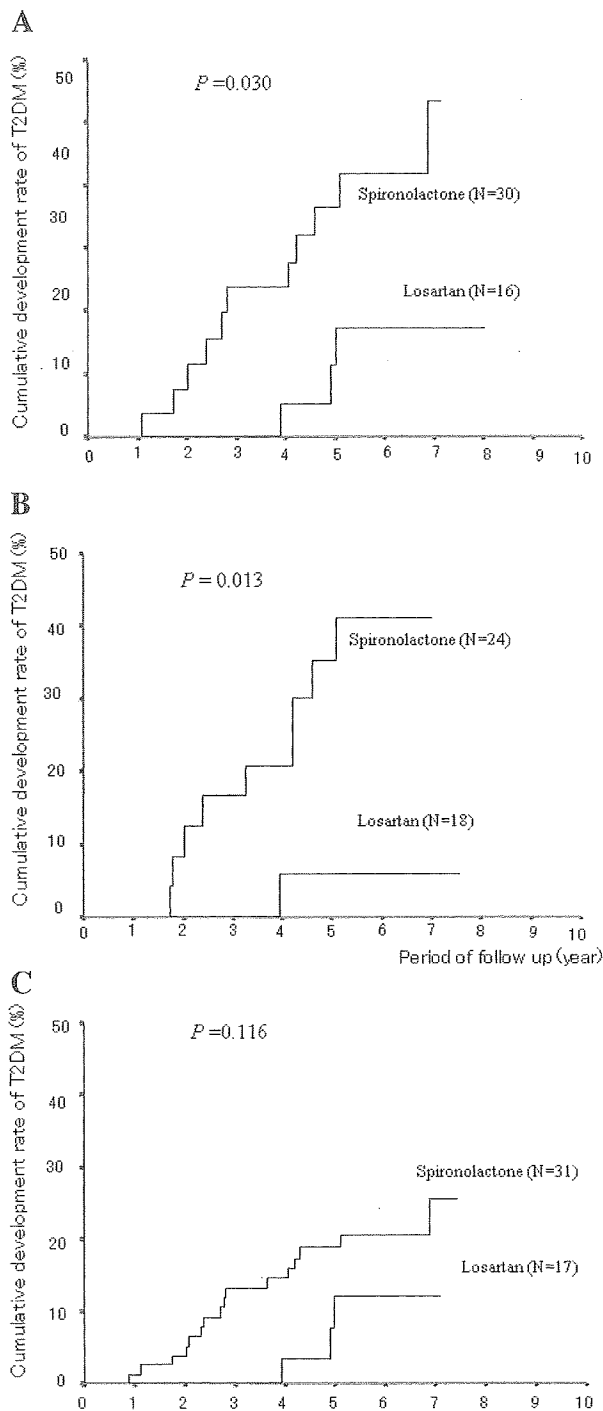 A
Cumulative development rate of T2DM (%)
50
40
30
20
10
0
P =0.030
Spironolactone (N=30)
Losartan (N=16)
0 1 2 3 4 5 6 7 8 9 10
B
Cumulative development rate of T2DM (%)
50
40
30
20
10
0
P = 0.013
Spironolactone (N=24)
Losartan (N=18)
0 1 2 3 4 5 6 7 8 9 10
Period of follow up (year)
C
Cumulative development rate of T2DM (%)
50
40
30
20
10
0
P =0.116
Spironolactone (N=31)
Losartan (N=17)
0 1 2 3 4 5 6 7 8 9 10